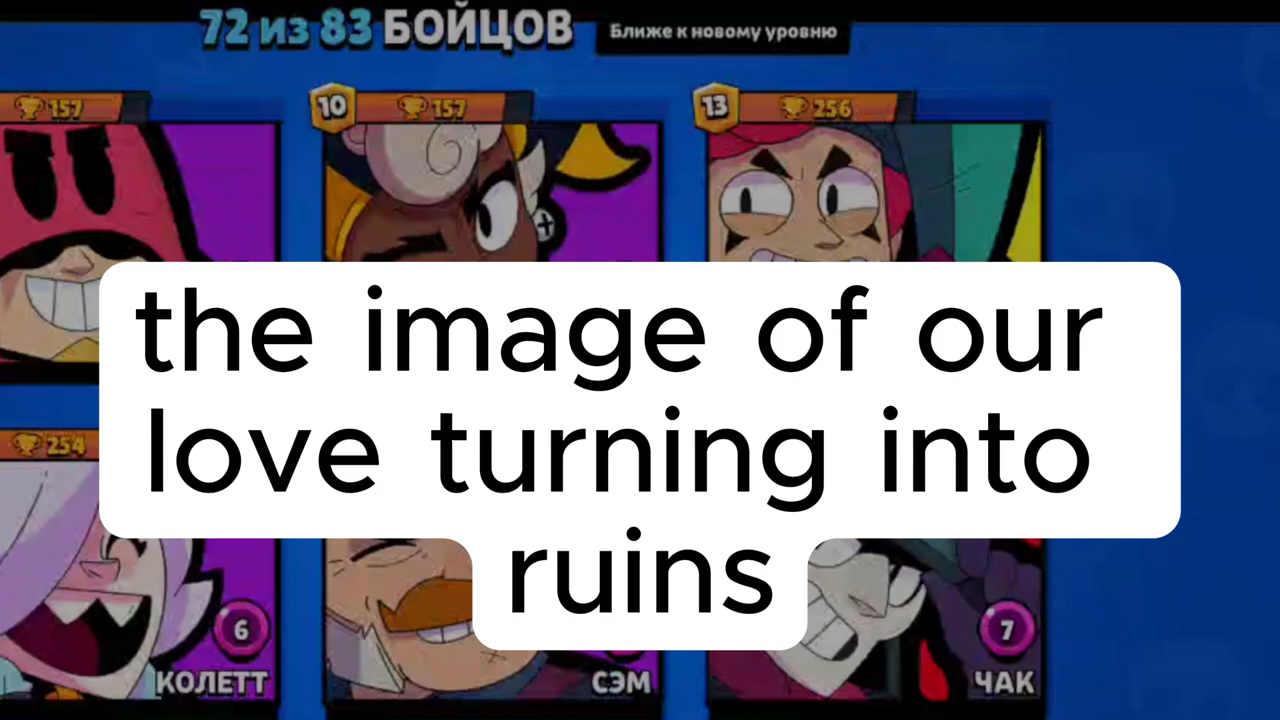 72 из 83 БОЙЦОВ
Ближе к новому уровню
157
10
157
13
256
the image of our
love turning into
ruins
254
6
7
КОЛЕТТ
СЭМ
ЧАК